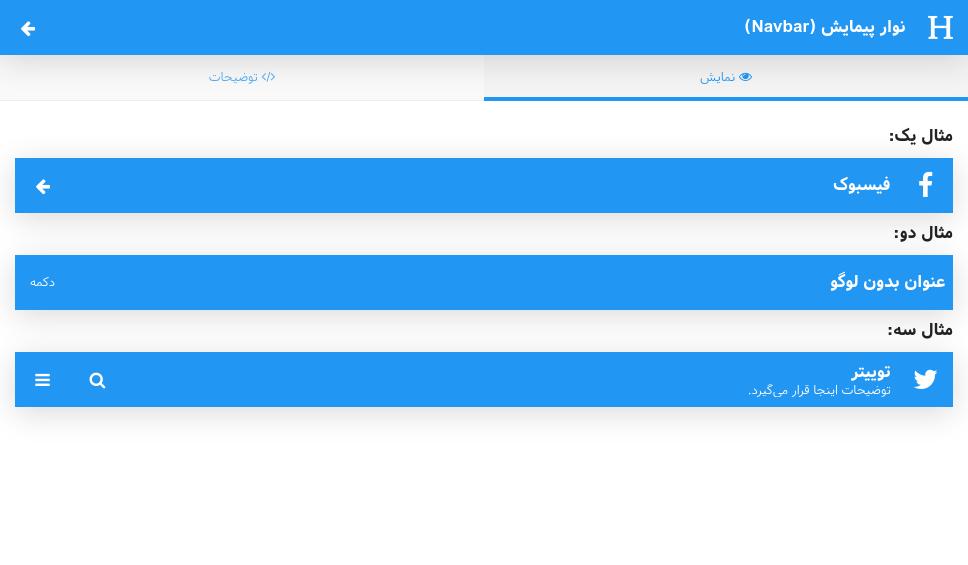 H نوار پیمایش (Navbar)
نمایش
توضیحات
مثال یک:
فیسبوک
مثال دو:
عنوان بدون لوگو
دکمه
مثال سه:
توییتر
توضیحات اینجا قرار می‌گیرد.